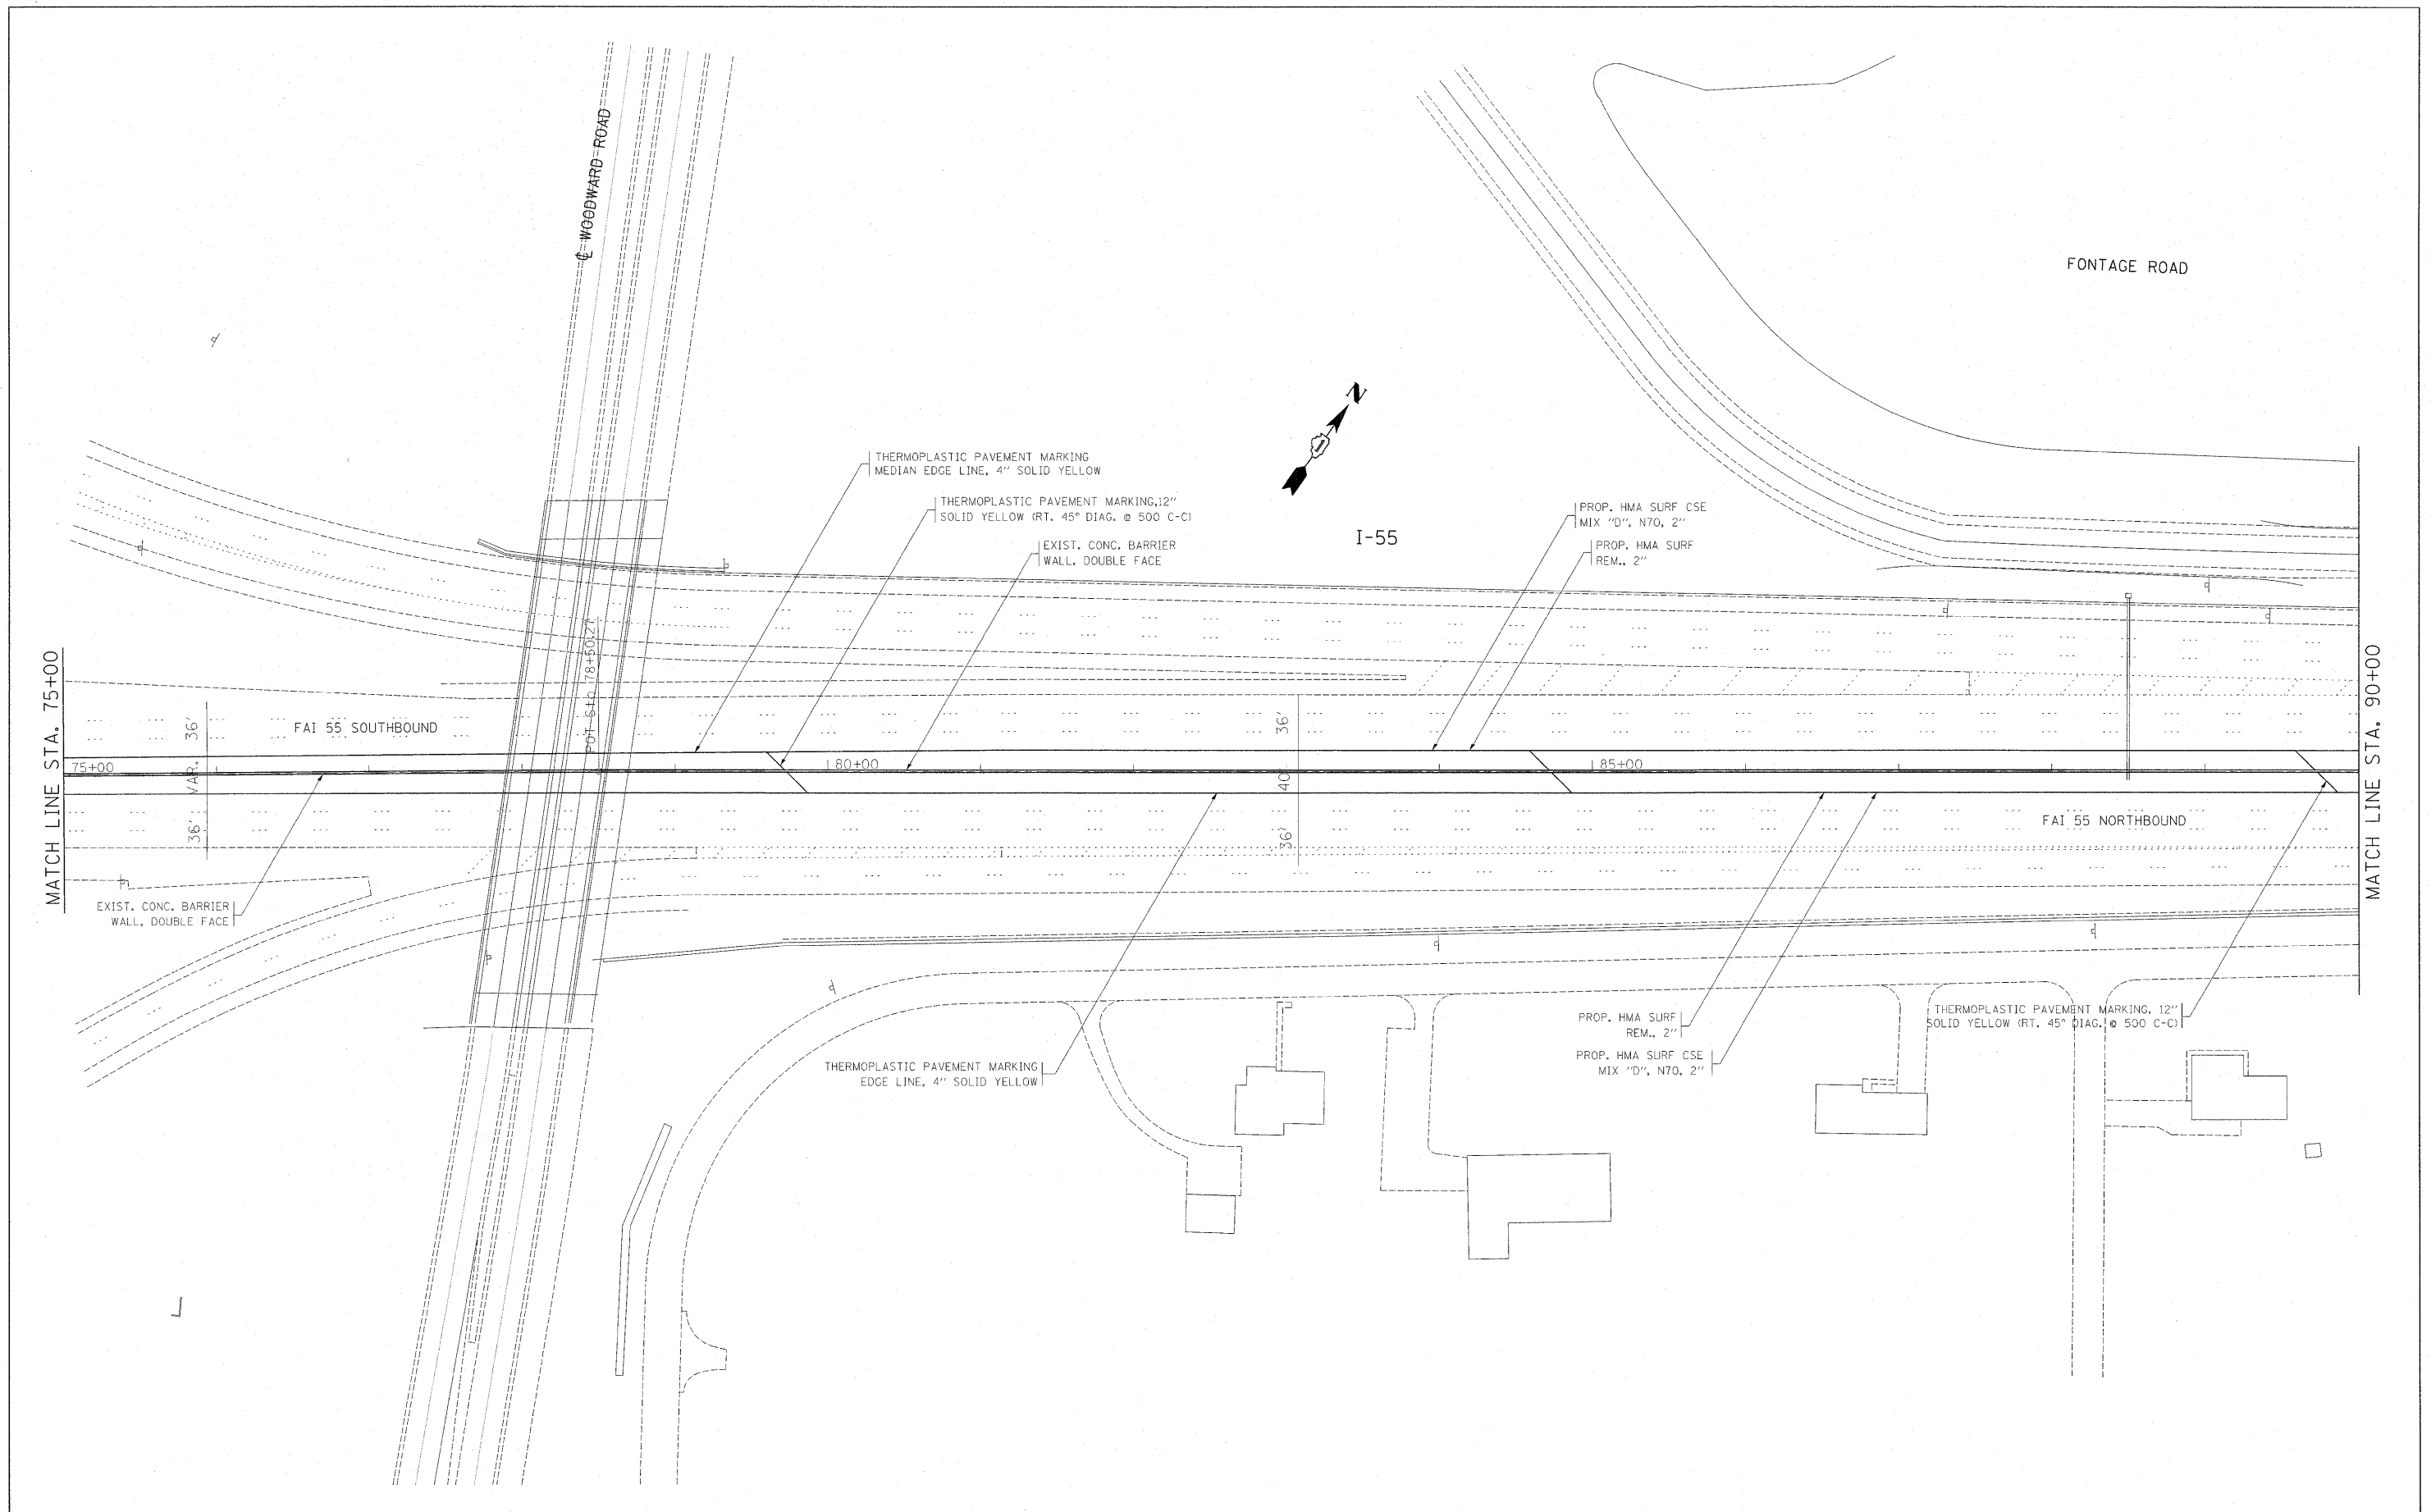 ℄ WOODWARD ROAD
FONTAGE ROAD
N
THERMOPLASTIC PAVEMENT MARKING
MEDIAN EDGE LINE, 4" SOLID YELLOW
THERMOPLASTIC PAVEMENT MARKING,12"
SOLID YELLOW (RT. 45° DIAG. @ 500 C-C)
EXIST. CONC. BARRIER
WALL, DOUBLE FACE
I-55
PROP. HMA SURF CSE
MIX "D", N70, 2"
PROP. HMA SURF
REM., 2"
MATCH LINE STA. 75+00
MATCH LINE STA. 90+00
POT Sta 78+50.21
FAI 55 SOUTHBOUND
36'
VAR.
36'
36'
40'
36'
75+00
80+00
85+00
FAI 55 NORTHBOUND
EXIST. CONC. BARRIER
WALL, DOUBLE FACE
THERMOPLASTIC PAVEMENT MARKING
EDGE LINE, 4" SOLID YELLOW
PROP. HMA SURF
REM., 2"
PROP. HMA SURF CSE
MIX "D", N70, 2"
THERMOPLASTIC PAVEMENT MARKING, 12"
SOLID YELLOW (RT. 45° DIAG. @ 500 C-C)